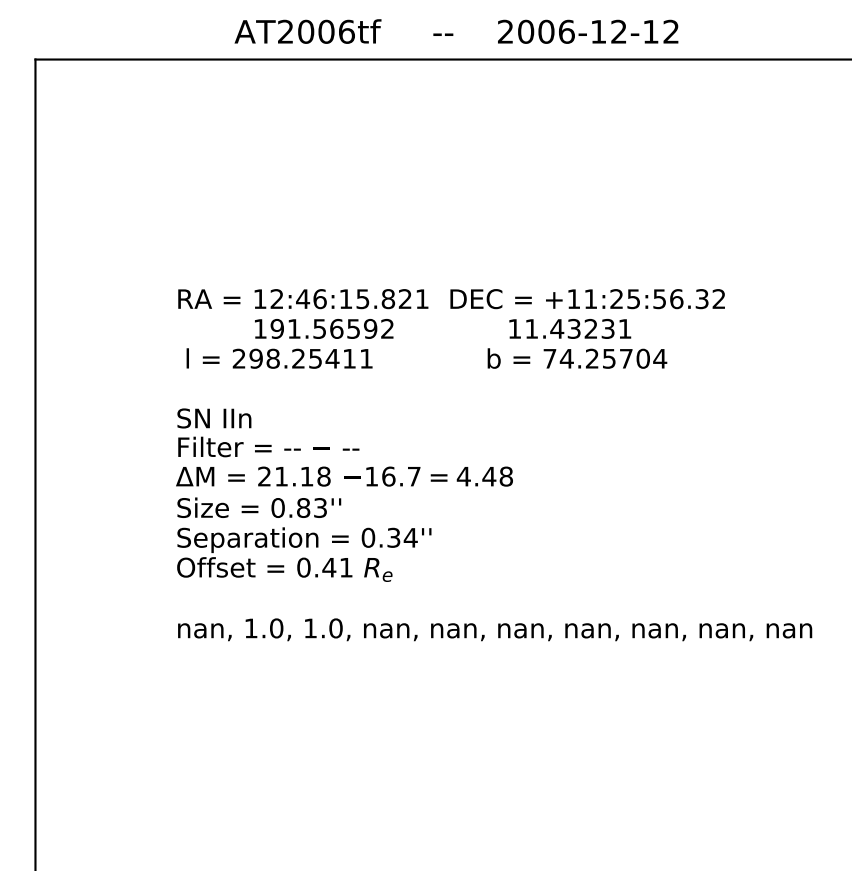 AT2006tf -- 2006-12-12
RA = 12:46:15.821 DEC = +11:25:56.32
191.56592 11.43231
l = 298.25411 b = 74.25704
SN IIn
Filter = -- − --
ΔM = 21.18 −16.7 = 4.48
Size = 0.83''
Separation = 0.34''
Offset = 0.41 Re
nan, 1.0, 1.0, nan, nan, nan, nan, nan, nan, nan